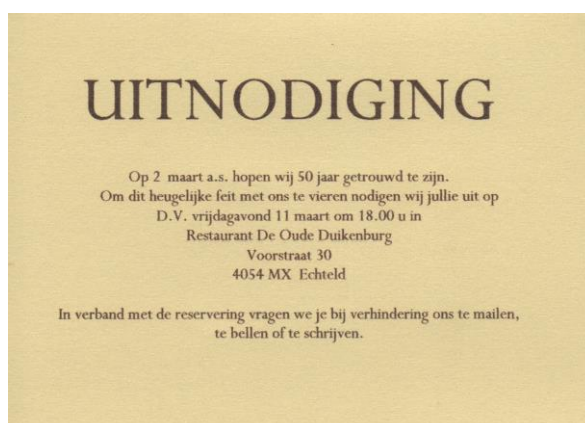 UITNODIGING
Op 2 maart a.s. hopen wij 50 jaar getrouwd te zijn.
Om dit heugelijke feit met ons te vieren nodigen wij jullie uit op
D.V. vrijdagavond 11 maart om 18.00 u in
Restaurant De Oude Duikenburg
Voorstraat 30
4054 MX Echteld
In verband met de reservering vragen we je bij verhindering ons te mailen,
te bellen of te schrijven.